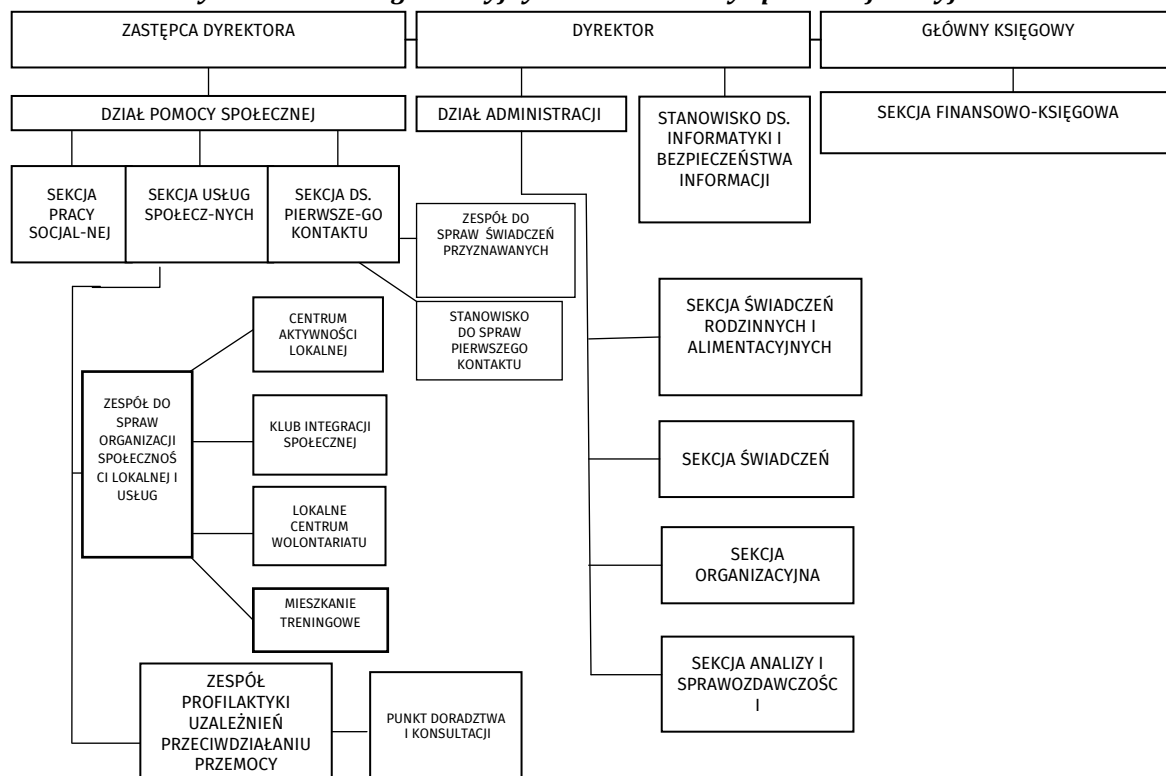 ZASTĘPCA DYREKTORA
DYREKTOR
GŁÓWNY KSIĘGOWY
DZIAŁ POMOCY SPOŁECZNEJ
DZIAŁ ADMINISTRACJI
STANOWISKO DS.
INFORMATYKI I
BEZPIECZEŃSTWA
INFORMACJI
SEKCJA FINANSOWO-KSIĘGOWA
SEKCJA
PRACY
SOCJAL-NEJ
SEKCJA USŁUG
SPOŁECZ-NYCH
SEKCJA DS.
PIERWSZE-GO
KONTAKTU
ZESPÓŁ DO
SPRAW ŚWIADCZEŃ
PRZYZNAWANYCH
STANOWISKO
DO SPRAW
PIERWSZEGO
KONTAKTU
SEKCJA ŚWIADCZEŃ
RODZINNYCH I
ALIMENTACYJNYCH
CENTRUM
AKTYWNOŚCI
LOKALNEJ
ZESPÓŁ DO
SPRAW
ORGANIZACJI
SPOŁECZNOŚ
CI LOKALNEJ I
USŁUG
KLUB INTEGRACJI
SPOŁECZNEJ
SEKCJA ŚWIADCZEŃ
LOKALNE
CENTRUM
WOLONTARIATU
SEKCJA
ORGANIZACYJNA
MIESZKANIE
TRENINGOWE
SEKCJA ANALIZY I
SPRAWOZDAWCZOŚC
I
ZESPÓŁ
PROFILAKTYKI
UZALEŻNIEŃ
PRZECIWDZIAŁANIU
PRZEMOCY
PUNKT DORADZTWA
I KONSULTACJI